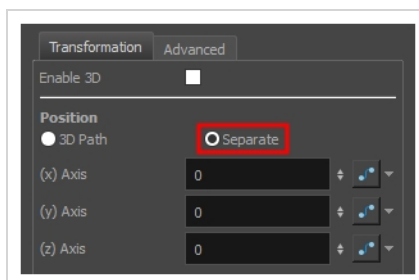 Transformation Advanced
Enable 3D
Position
3D Path Separate
(x) Axis 0
(y) Axis 0
(z) Axis 0